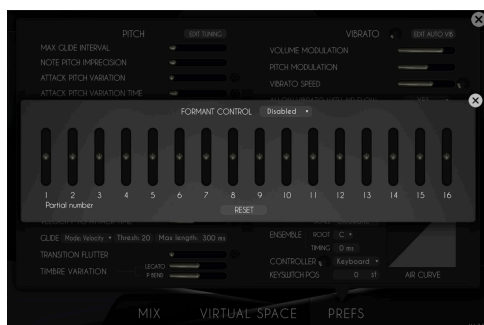 PITCH EDIT TUNING
VIBRATO EDIT AUTO VIB
MAX GLIDE INTERVAL
VOLUME MODULATION
NOTE PITCH IMPRECISION
PITCH MODULATION
ATTACK PITCH VARIATION
VIBRATO SPEED
ATTACK PITCH VARIATION TIME
FORMANT CONTROL Disabled
1 2 3 4 5 6 7 8 9 10 11 12 13 14 15 16
Partial number
RESET
GLIDE Mode: Velocity Thresh: 20 Max length: 300 ms
ENSEMBLE ROOT C
TRANSITION FLUTTER
TIMING 0 ms
TIMBRE VARIATION LEGATO
P. BEND
CONTROLLER Keyboard
KEYSWITCH POS 0 st AIR CURVE
MIX VIRTUAL SPACE PREFS